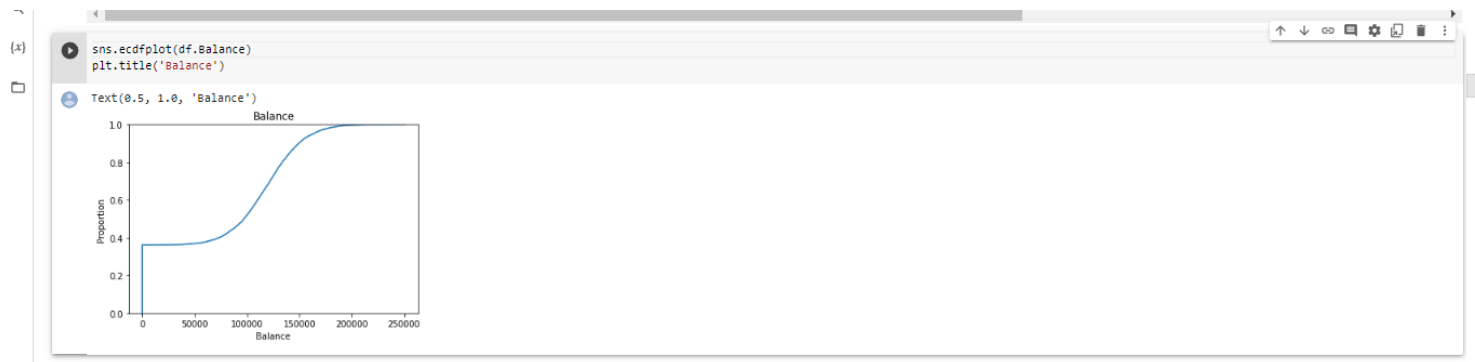 {x}
sns.ecdfplot(df.Balance)
plt.title('Balance')
Text(0.5, 1.0, 'Balance')
Balance
1.0
0.8
0.6
0.4
0.2
0.0
Proportion
0 50000 100000 150000 200000 250000
Balance